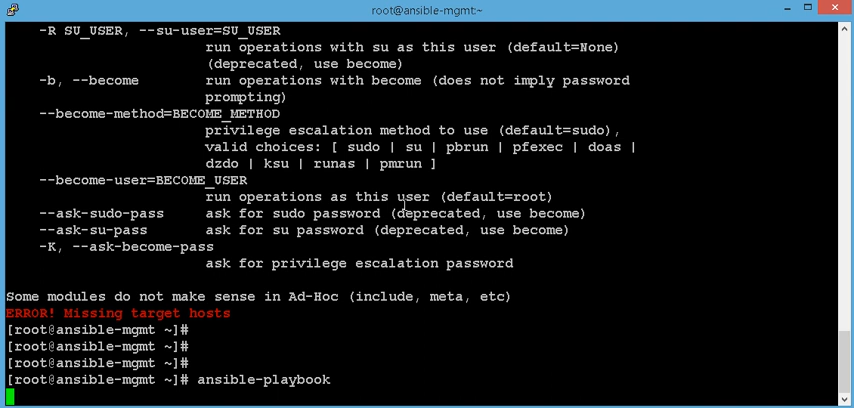 root@ansible-mgmt:~
-R SU_USER, --su-user=SU_USER
run operations with su as this user (default=None)
(deprecated, use become)
-b, --become run operations with become (does not imply password
prompting)
--become-method=BECOME_METHOD
privilege escalation method to use (default=sudo),
valid choices: [ sudo | su | pbrun | pfexec | doas |
dzdo | ksu | runas | pmrun ]
--become-user=BECOME_USER
run operations as this user (default=root)
--ask-sudo-pass ask for sudo password (deprecated, use become)
--ask-su-pass ask for su password (deprecated, use become)
-K, --ask-become-pass
ask for privilege escalation password
Some modules do not make sense in Ad-Hoc (include, meta, etc)
ERROR! Missing target hosts
[root@ansible-mgmt ~]#
[root@ansible-mgmt ~]#
[root@ansible-mgmt ~]#
[root@ansible-mgmt ~]# ansible-playbook